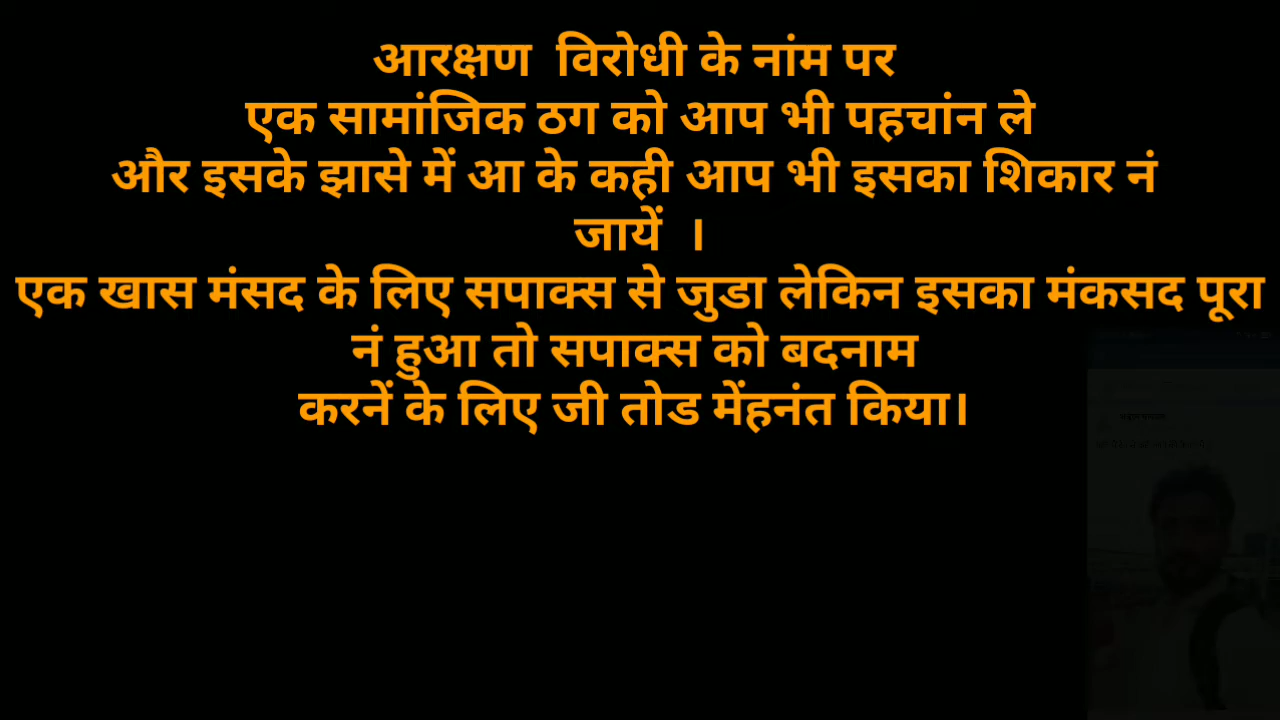 आरक्षण विरोधी के नांम पर
एक सामांजिक ठग को आप भी पहचांन ले
और इसके झासे में आ के कही आप भी इसका शिकार नं
जायें ।
एक खास मंसद के लिए सपाक्स से जुडा लेकिन इसका मंकसद पूरा
नं हुआ तो सपाक्स को बदनाम
करनें के लिए जी तोड मेंहनंत किया।